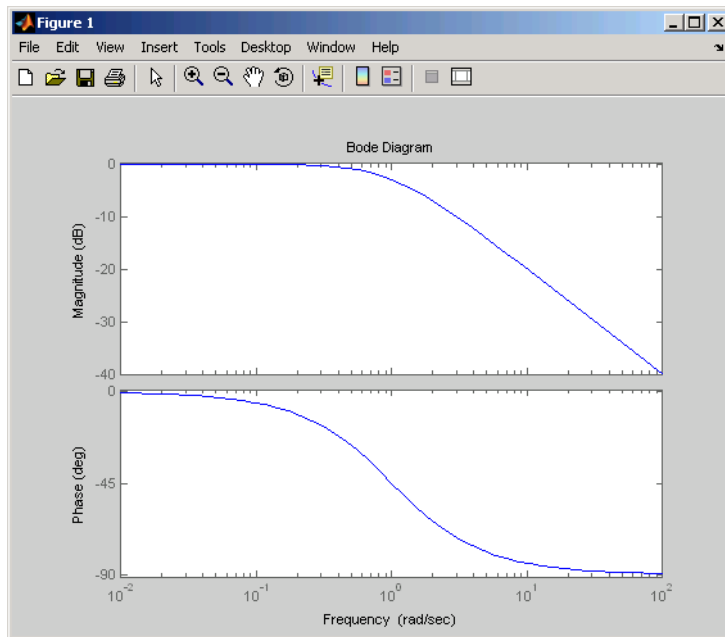 Figure 1
File Edit View Insert Tools Desktop Window Help
Bode Diagram
Magnitude (dB)
0
-10
-20
-30
-40
Phase (deg)
0
-45
-90
10^-2 10^-1 10^0 10^1 10^2
Frequency (rad/sec)